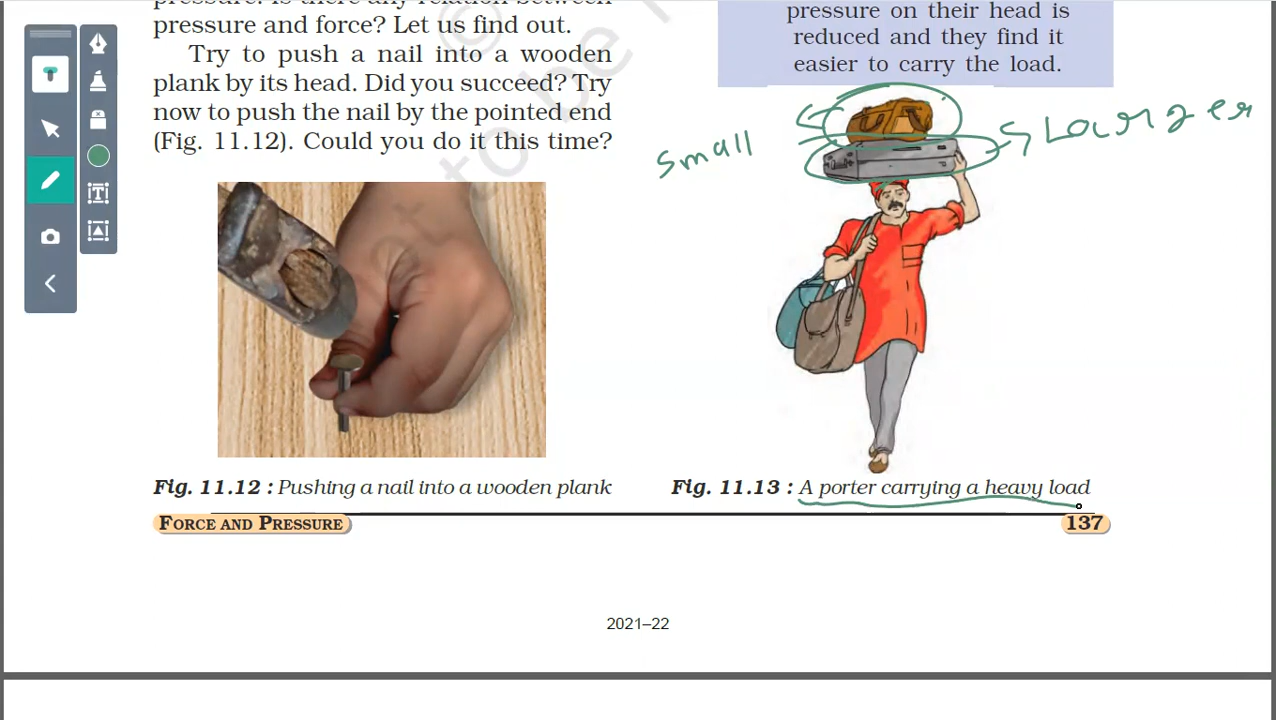 pressure and force? Let us find out.
Try to push a nail into a wooden
plank by its head. Did you succeed? Try
now to push the nail by the pointed end
(Fig. 11.12). Could you do it this time?
Fig. 11.12 : Pushing a nail into a wooden plank
FORCE AND PRESSURE
pressure on their head is
reduced and they find it
easier to carry the load.
small
Larger
Fig. 11.13 : A porter carrying a heavy load
137
2021–22
T
©
to be